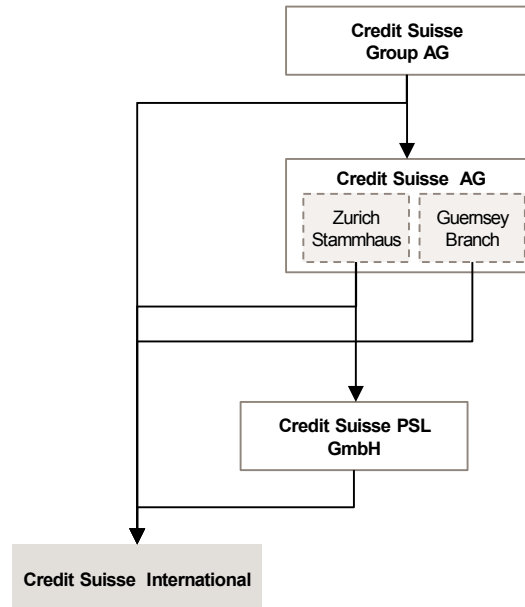 Credit Suisse
Group AG
Credit Suisse AG
Zurich
Stammhaus
Guernsey
Branch
Credit Suisse PSL
GmbH
Credit Suisse International